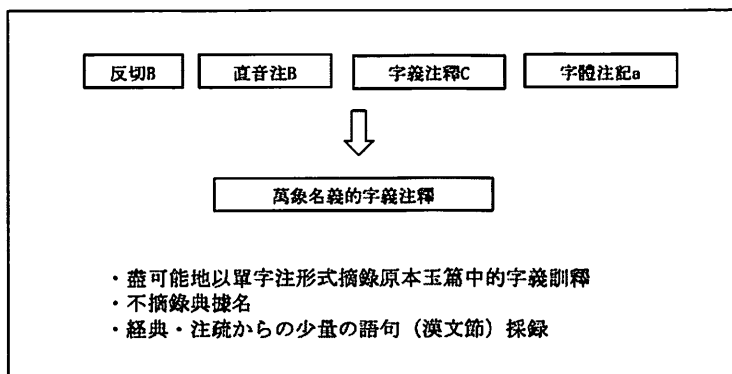 反切B 直音注B 字義注釋C 字體注記a
萬象名義的字義注釋
・盡可能地以單字注形式摘錄原本玉篇中的字義訓釋
・不摘錄典據名
・経典・注疏からの少量の語句（漢文節）採録